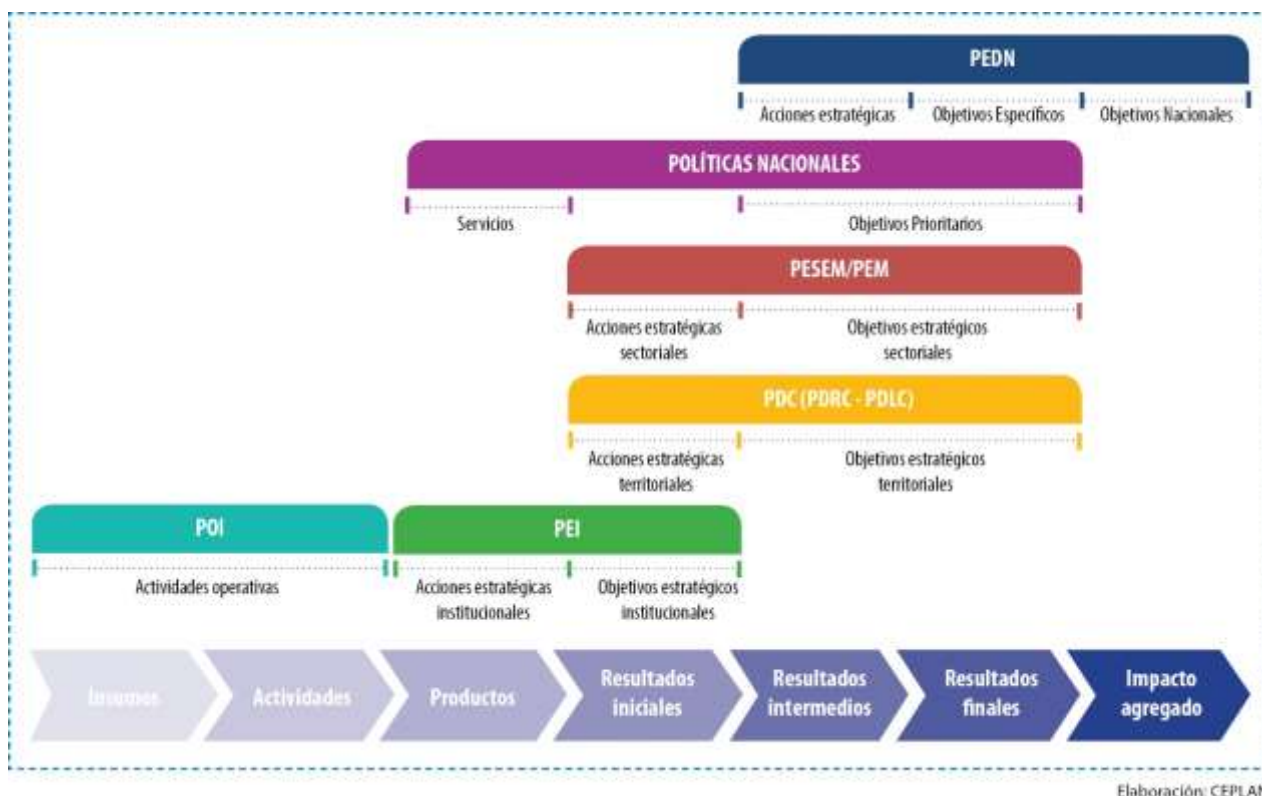 PEDN
Acciones estratégicas
Objetivos Específicos
Objetivos Nacionales
POLÍTICAS NACIONALES
Servicios
Objetivos Prioritarios
PESEM/PEM
Acciones estratégicas
sectoriales
Objetivos estratégicos
sectoriales
PDC (PDRC - PDLC)
Acciones estratégicas
territoriales
Objetivos estratégicos
territoriales
POI
PEI
Actividades operativas
Acciones estratégicas
institucionales
Objetivos estratégicos
institucionales
Insumos
Actividades
Productos
Resultados
iniciales
Resultados
intermedios
Resultados
finales
Impacto
agregado
Elaboración: CEPLAN